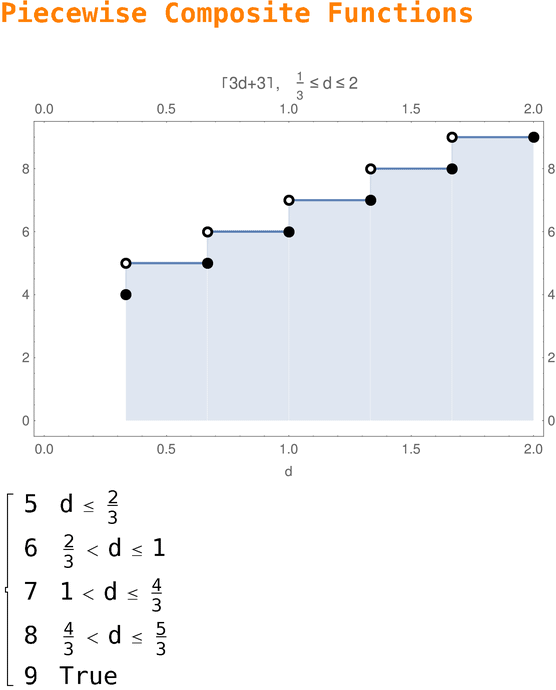 Piecewise Composite Functions
⌈3d+3⌉, 1/3 ≤ d ≤ 2
0.0 0.5 1.0 1.5 2.0
8 8
6 6
4 4
2 2
0 0
0.0 0.5 1.0 1.5 2.0
d
5 d ≤ 2/3
6 2/3 < d ≤ 1
7 1 < d ≤ 4/3
8 4/3 < d ≤ 5/3
9 True